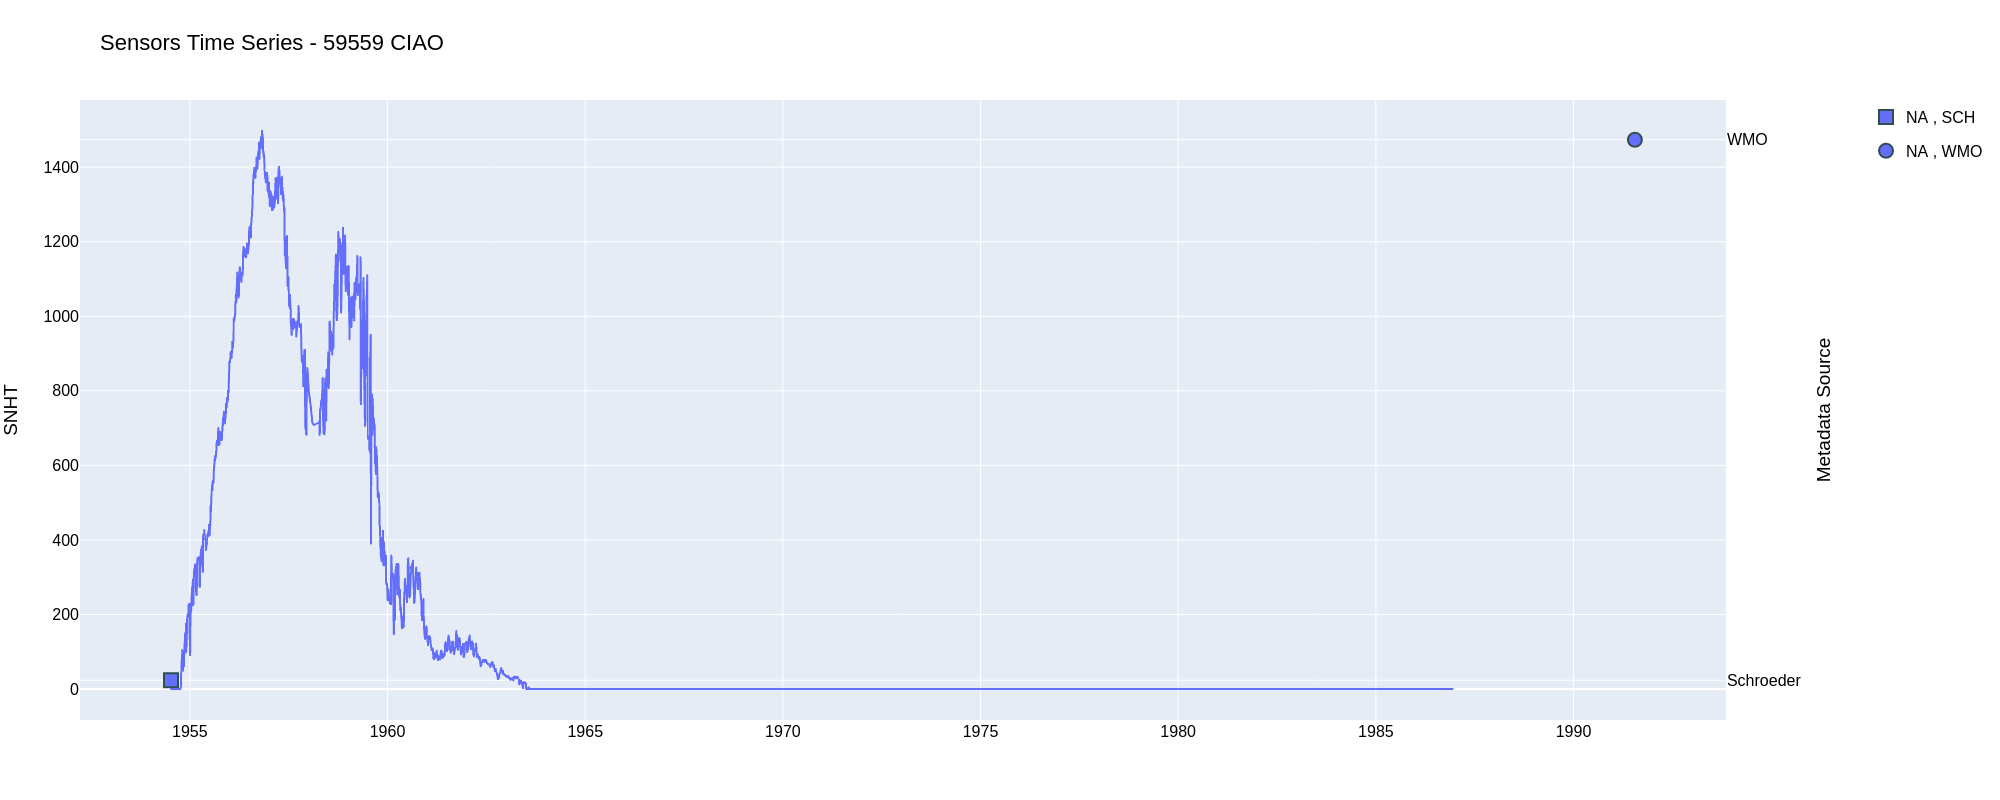 Sensors Time Series - 59559 CIAO
NA , SCH
NA , WMO
WMO
Schroeder
Metadata Source
SNHT
1400
1200
1000
800
600
400
200
0
1955
1960
1965
1970
1975
1980
1985
1990